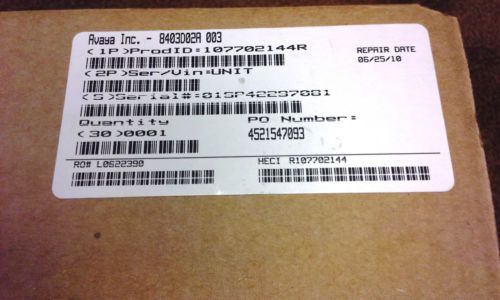 Avaya Inc. - 8403D02A 003
(1P)ProdID:107702144R
REPAIR DATE
06/25/10
(2P)Ser/Vin:UNIT
(S)Serial#:01SP42297081
Quantity
PO Number:
(30)0001
4521547093
RO# L0622390
HECI R107702144